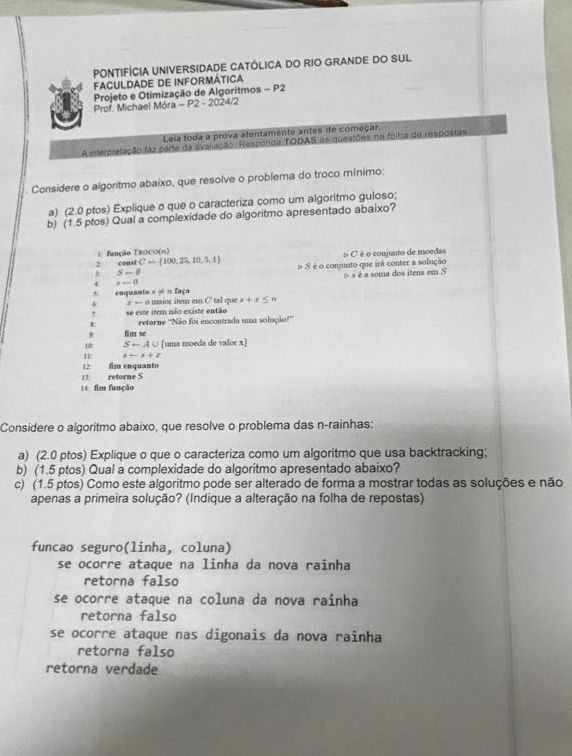 PONTIFÍCIA UNIVERSIDADE CATÓLICA DO RIO GRANDE DO SUL
FACULDADE DE INFORMÁTICA
Projeto e Otimização de Algoritmos – P2
Prof. Michael Móra – P2 - 2024/2
Leia toda a prova atentamente antes de começar.
A interpretação faz parte da avaliação. Responda TODAS as questões na folha de respostas
Considere o algoritmo abaixo, que resolve o problema do troco mínimo:
a) (2.0 ptos) Explique o que o caracteriza como um algoritmo guloso;
b) (1.5 ptos) Qual a complexidade do algoritmo apresentado abaixo?
1: função TROCO(n)
2: const C ← {100, 25, 10, 5, 1} ▷ C é o conjunto de moedas
3: S ← ∅ ▷ S é o conjunto que irá conter a solução
4: s ← 0 ▷ s é a soma dos itens em S
5: enquanto s ≠ n faça
6: x ← o maior item em C tal que s + x ≤ n
7: se este item não existe então
8: retorne "Não foi encontrada uma solução!"
9: fim se
10: S ← A ∪ {uma moeda de valor x}
11: s ← s + x
12: fim enquanto
13: retorne S
14: fim função
Considere o algoritmo abaixo, que resolve o problema das n-rainhas:
a) (2.0 ptos) Explique o que o caracteriza como um algoritmo que usa backtracking;
b) (1.5 ptos) Qual a complexidade do algoritmo apresentado abaixo?
c) (1.5 ptos) Como este algoritmo pode ser alterado de forma a mostrar todas as soluções e não
apenas a primeira solução? (Indique a alteração na folha de repostas)
funcao seguro(linha, coluna)
se ocorre ataque na linha da nova rainha
retorna falso
se ocorre ataque na coluna da nova rainha
retorna falso
se ocorre ataque nas digonais da nova rainha
retorna falso
retorna verdade